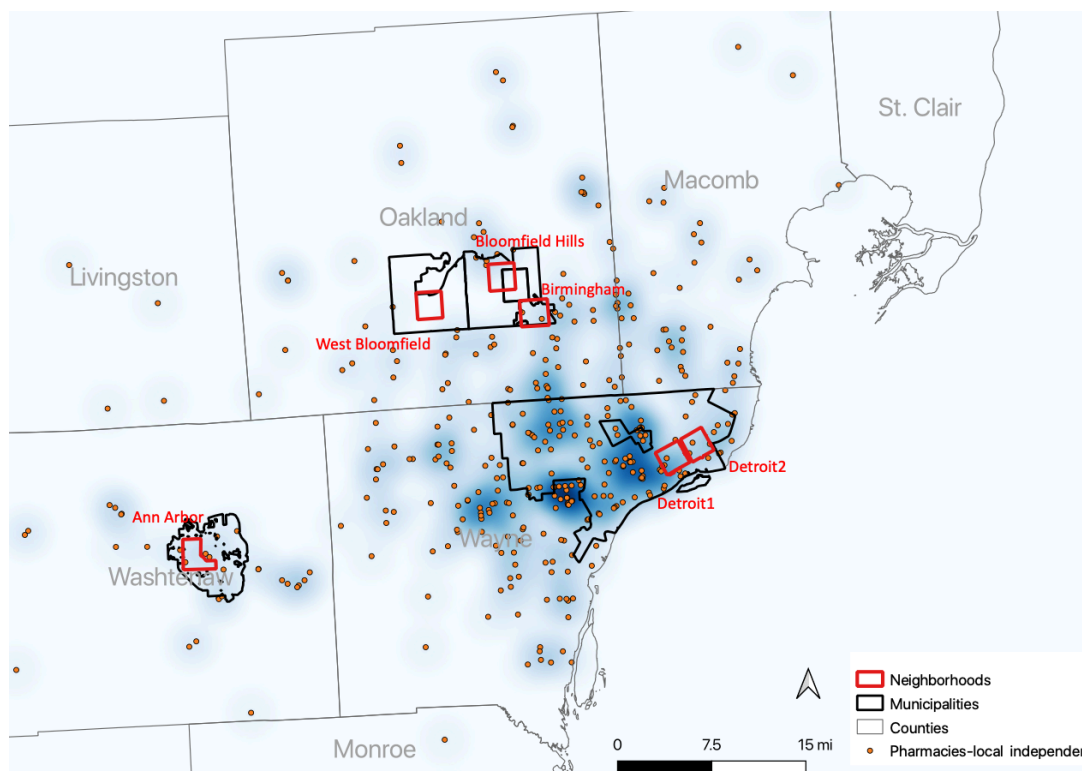 St. Clair
Macomb
Oakland
Bloomfield Hills
Livingston
Birmingham
West Bloomfield
Detroit2
Detroit1
Ann Arbor
Wayne
Washtenaw
Neighborhoods
Municipalities
Counties
Pharmacies-local independen
Monroe
0 7.5 15 mi